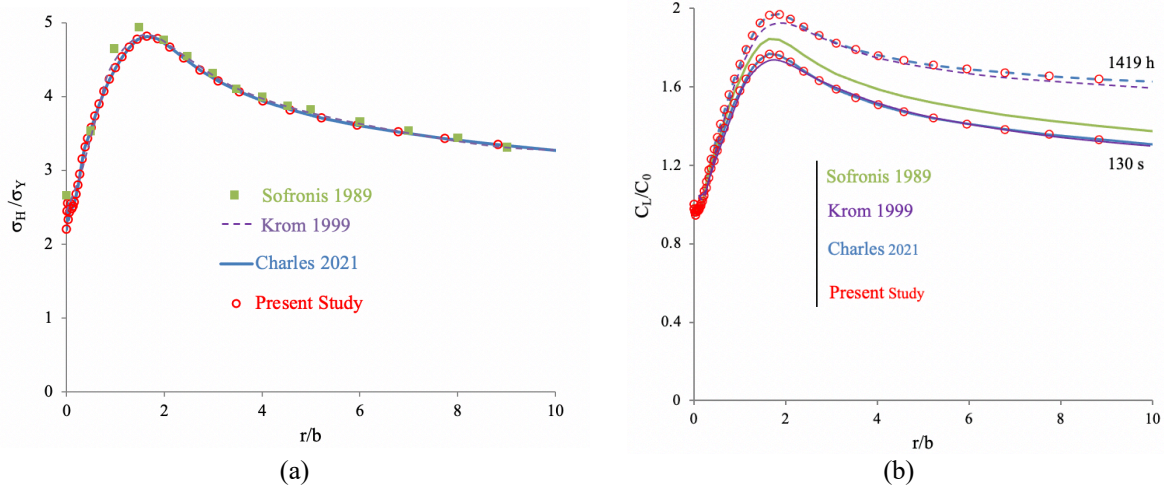 5
4
3
2
1
0
σH /σY
Sofronis 1989
Krom 1999
Charles 2021
Present Study
0 2 4 6 8 10
r/b
(a)
2
1.6
1.2
0.8
0.4
0
CL/C0
1419 h
130 s
Sofronis 1989
Krom 1999
Charles 2021
Present Study
0 2 4 6 8 10
r/b
(b)